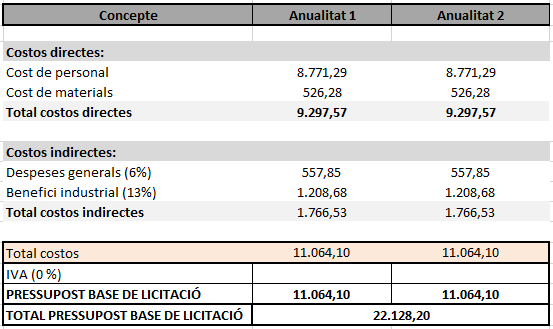 Concepte Anualitat 1 Anualitat 2
Costos directes:
Cost de personal 8.771,29 8.771,29
Cost de materials 526,28 526,28
Total costos directes 9.297,57 9.297,57
Costos indirectes:
Despeses generals (6%) 557,85 557,85
Benefici industrial (13%) 1.208,68 1.208,68
Total costos indirectes 1.766,53 1.766,53
Total costos 11.064,10 11.064,10
IVA (0 %)
PRESSUPOST BASE DE LICITACIÓ 11.064,10 11.064,10
TOTAL PRESSUPOST BASE DE LICITACIÓ 22.128,20